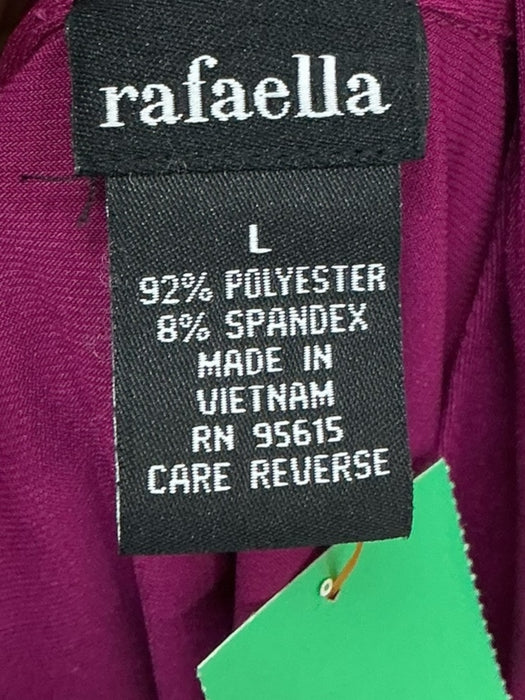 rafaella
L
92% POLYESTER
8% SPANDEX
MADE IN
VIETNAM
RN 95615
CARE REVERSE